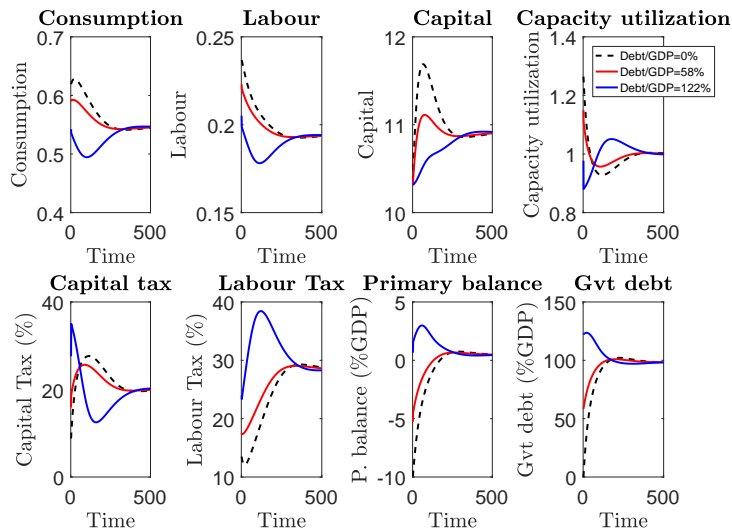 Consumption Labour Capital Capacity utilization
0.7
0.6
0.5
0.4
Consumption
0 500
Time
0.25
0.2
0.15
Labour
0 500
Time
12
11
10
Capital
0 500
Time
1.4
1.2
1
0.8
Capacity utilization
Debt/GDP=0%
Debt/GDP=58%
Debt/GDP=122%
0 500
Time
Capital tax Labour Tax Primary balance Gvt debt
40
20
0
Capital Tax (%)
0 500
Time
40
30
20
10
Labour Tax (%)
0 500
Time
5
0
-5
-10
P. balance (%GDP)
0 500
Time
150
100
50
0
Gvt debt (%GDP)
0 500
Time